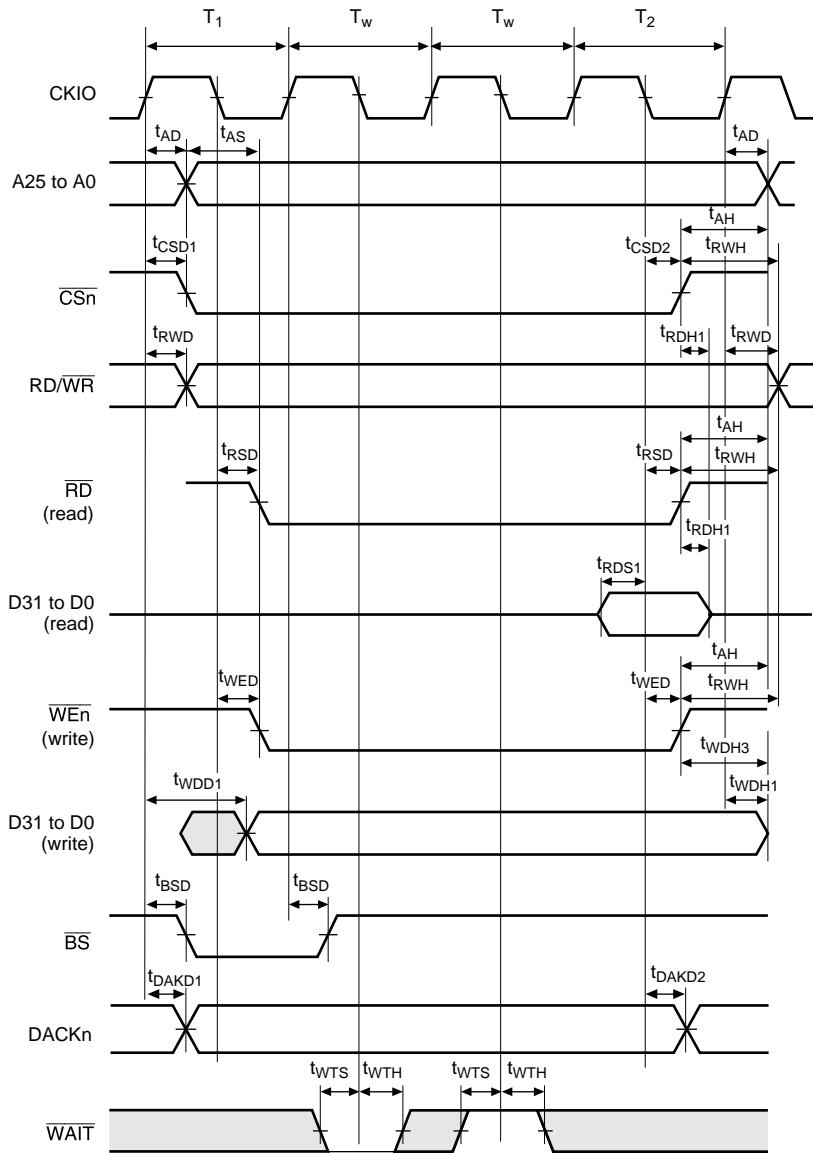 T1 Tw Tw T2
CKIO
tAD tAS tAD
A25 to A0
tAH
tCSD1 tCSD2 tRWH
CSn
tRWD tRDH1 tRWD
RD/WR
tAH
tRSD tRSD tRWH
RD
(read)
tRDH1
tRDS1
D31 to D0
(read)
tAH
tWED tWED tRWH
WEn
(write)
tWDH3
tWDD1 tWDH1
D31 to D0
(write)
tBSD tBSD
BS
tDAKD1 tDAKD2
DACKn
tWTS tWTH tWTS tWTH
WAIT